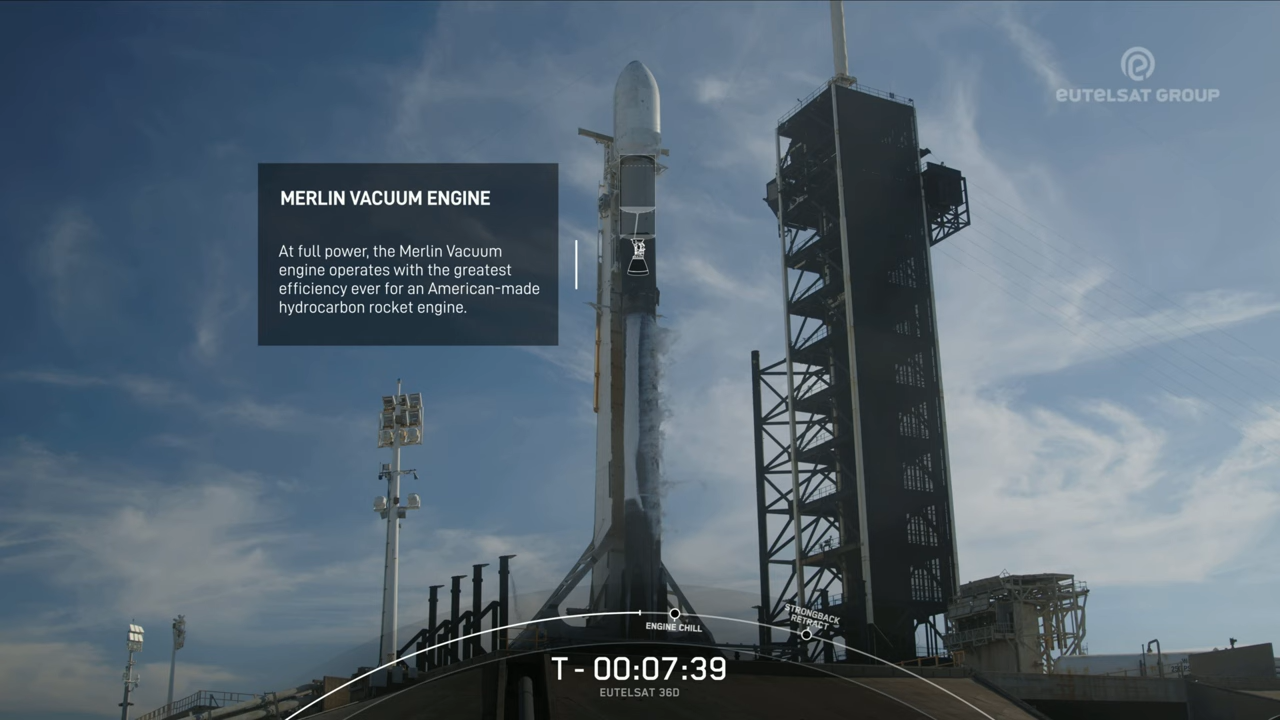 EUTELSAT GROUP
MERLIN VACUUM ENGINE
At full power, the Merlin Vacuum
engine operates with the greatest
efficiency ever for an American-made
hydrocarbon rocket engine.
ENGINE CHILL
STRONGBACK
RETRACT
T - 00:07:39
EUTELSAT 36D